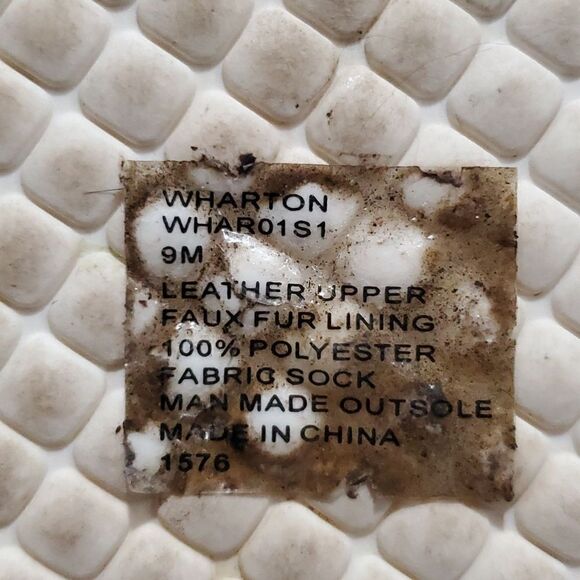 WHARTON
WHAR01S1
9M
LEATHER UPPER
FAUX FUR LINING
100% POLYESTER
FABRIC SOCK
MAN MADE OUTSOLE
MADE IN CHINA
1576